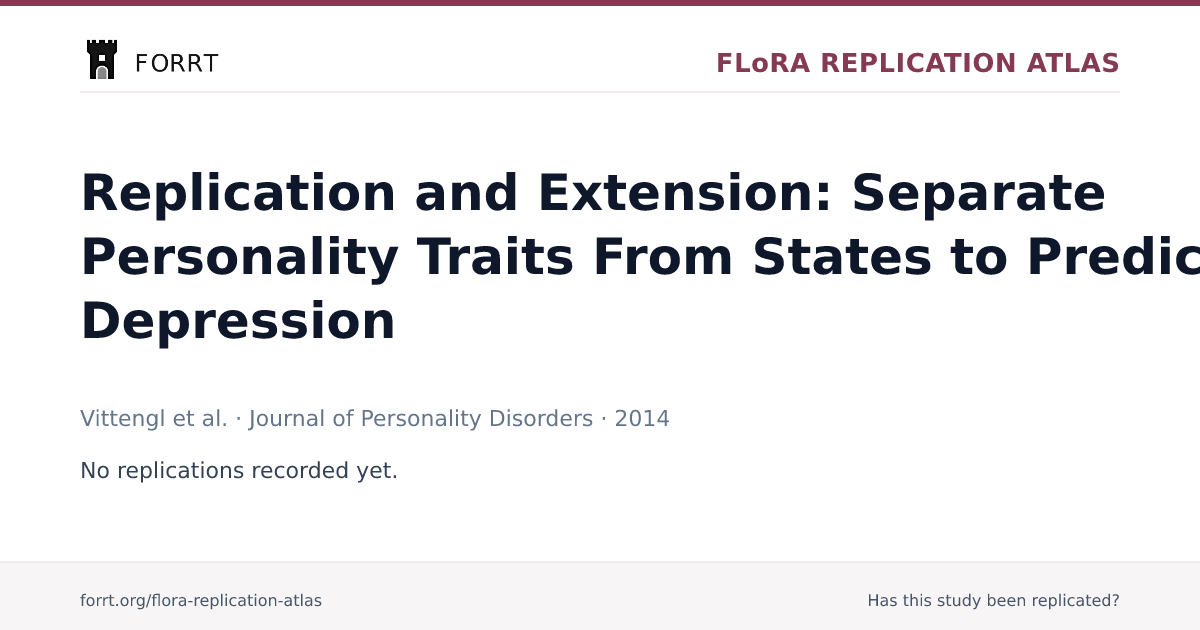 FORRT
FLoRA REPLICATION ATLAS
Replication and Extension: Separate
Personality Traits From States to Predic
Depression
Vittengl et al. · Journal of Personality Disorders · 2014
No replications recorded yet.
forrt.org/flora-replication-atlas
Has this study been replicated?